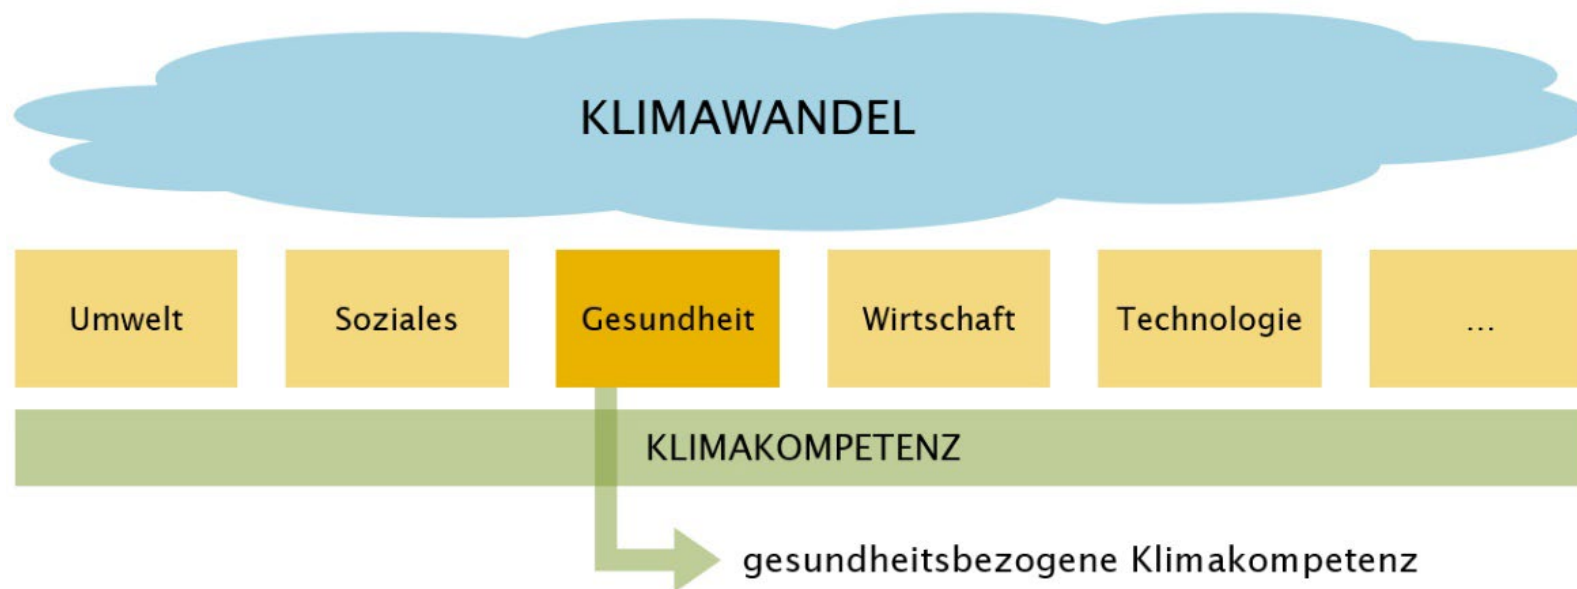 KLIMAWANDEL
Umwelt
Soziales
Gesundheit
Wirtschaft
Technologie
...
KLIMAKOMPETENZ
gesundheitsbezogene Klimakompetenz